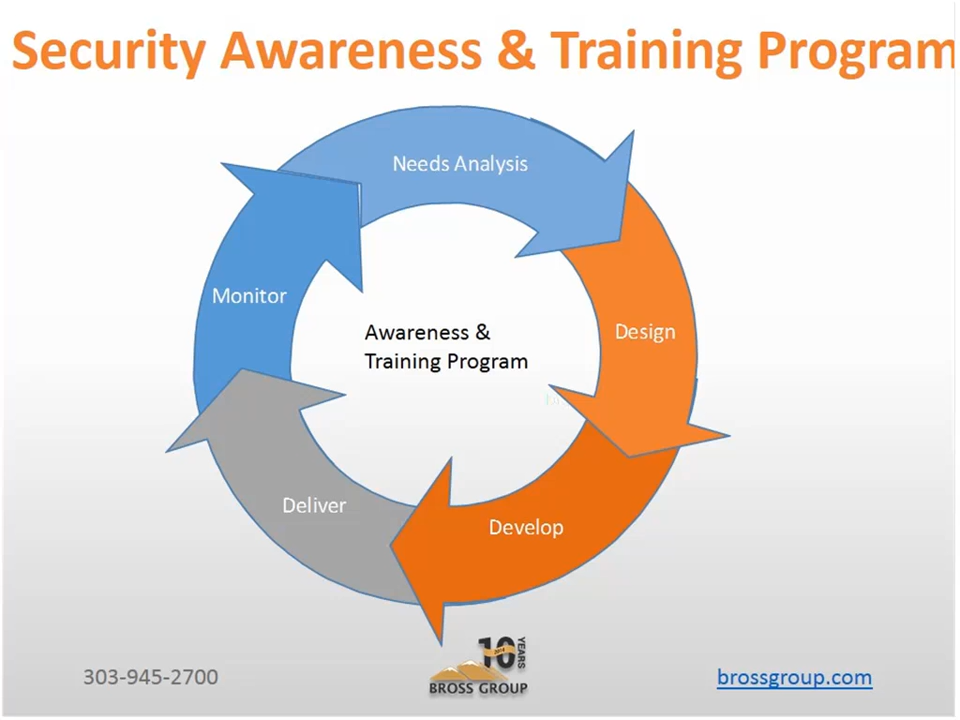 Security Awareness & Training Program
Needs Analysis
Monitor
Design
Awareness &
Training Program
Deliver
Develop
10 YEARS
2014
BROSS GROUP
303-945-2700
brossgroup.com